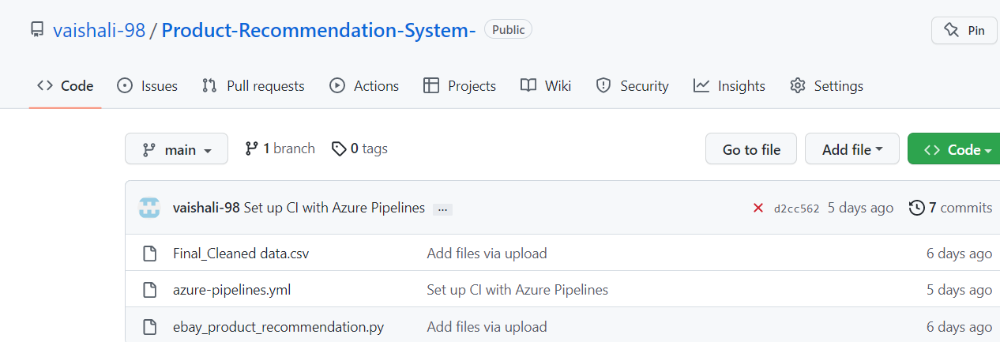 vaishali-98 / Product-Recommendation-System- Public Pin
Code Issues Pull requests Actions Projects Wiki Security Insights Settings
main 1 branch 0 tags Go to file Add file Code
vaishali-98 Set up CI with Azure Pipelines ... d2cc562 5 days ago 7 commits
Final_Cleaned data.csv Add files via upload 6 days ago
azure-pipelines.yml Set up CI with Azure Pipelines 5 days ago
ebay_product_recommendation.py Add files via upload 6 days ago